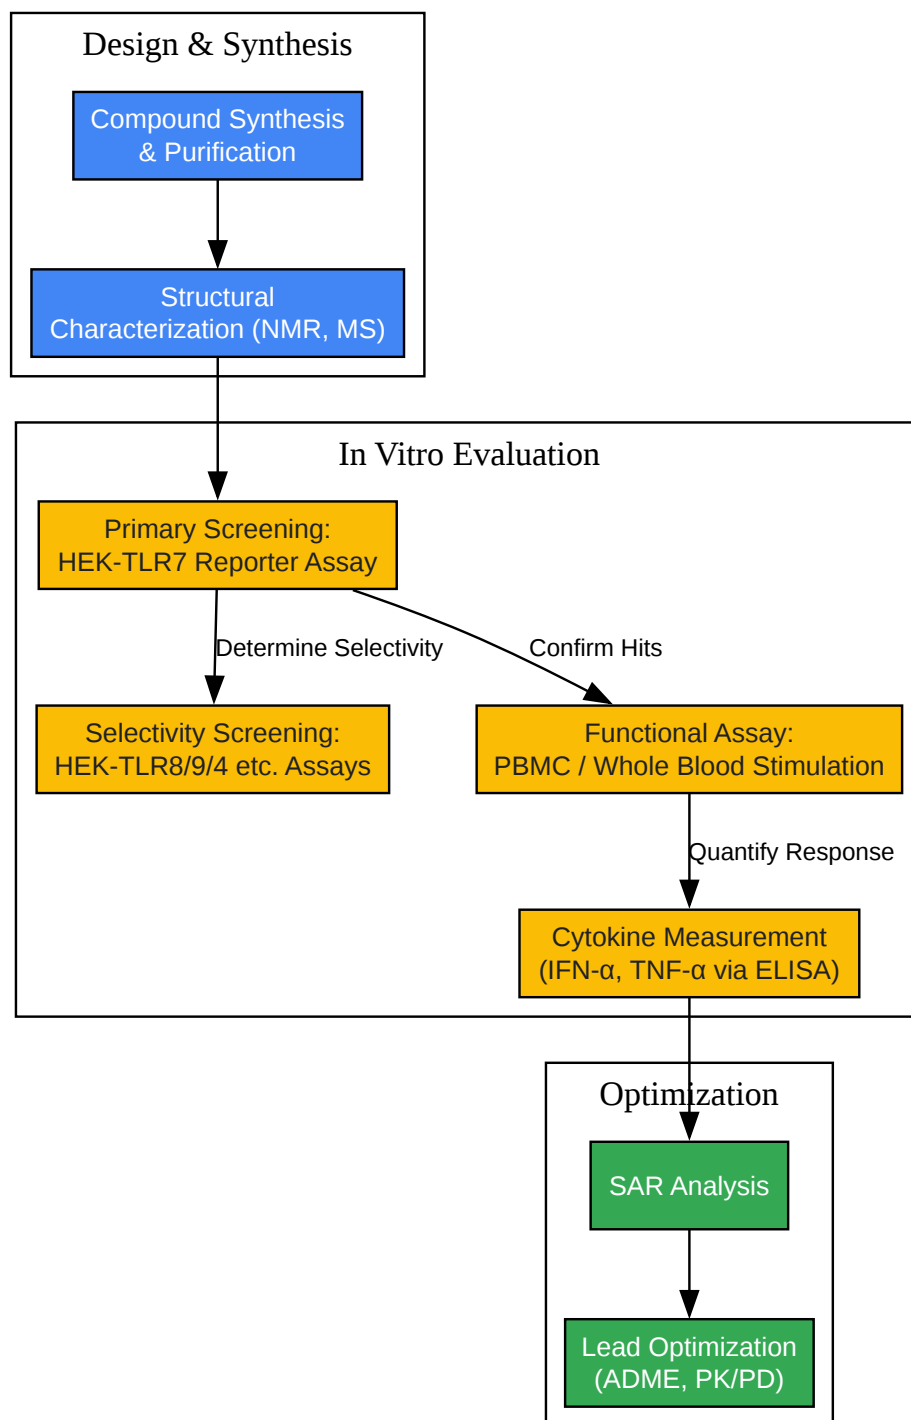 Design & Synthesis
Compound Synthesis
& Purification
Structural
Characterization (NMR, MS)
In Vitro Evaluation
Primary Screening:
HEK-TLR7 Reporter Assay
Determine Selectivity
Confirm Hits
Selectivity Screening:
HEK-TLR8/9/4 etc. Assays
Functional Assay:
PBMC / Whole Blood Stimulation
Quantify Response
Cytokine Measurement
(IFN-α, TNF-α via ELISA)
Optimization
SAR Analysis
Lead Optimization
(ADME, PK/PD)